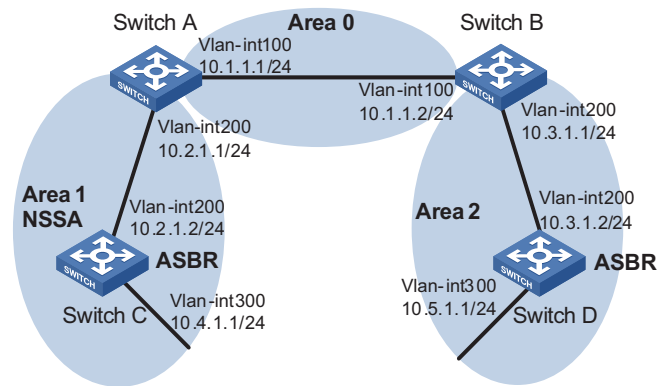 Switch A
Area 0
Switch B
Vlan-int100
10.1.1.1/24
SWITCH
Vlan-int100
10.1.1.2/24
SWITCH
Vlan-int200
10.2.1.1/24
Vlan-int200
10.3.1.1/24
Area 1
NSSA
Vlan-int200
10.2.1.2/24
Area 2
Vlan-int200
10.3.1.2/24
SWITCH
ASBR
SWITCH
ASBR
Switch C
Vlan-int300
10.4.1.1/24
Vlan-int300
10.5.1.1/24
Switch D